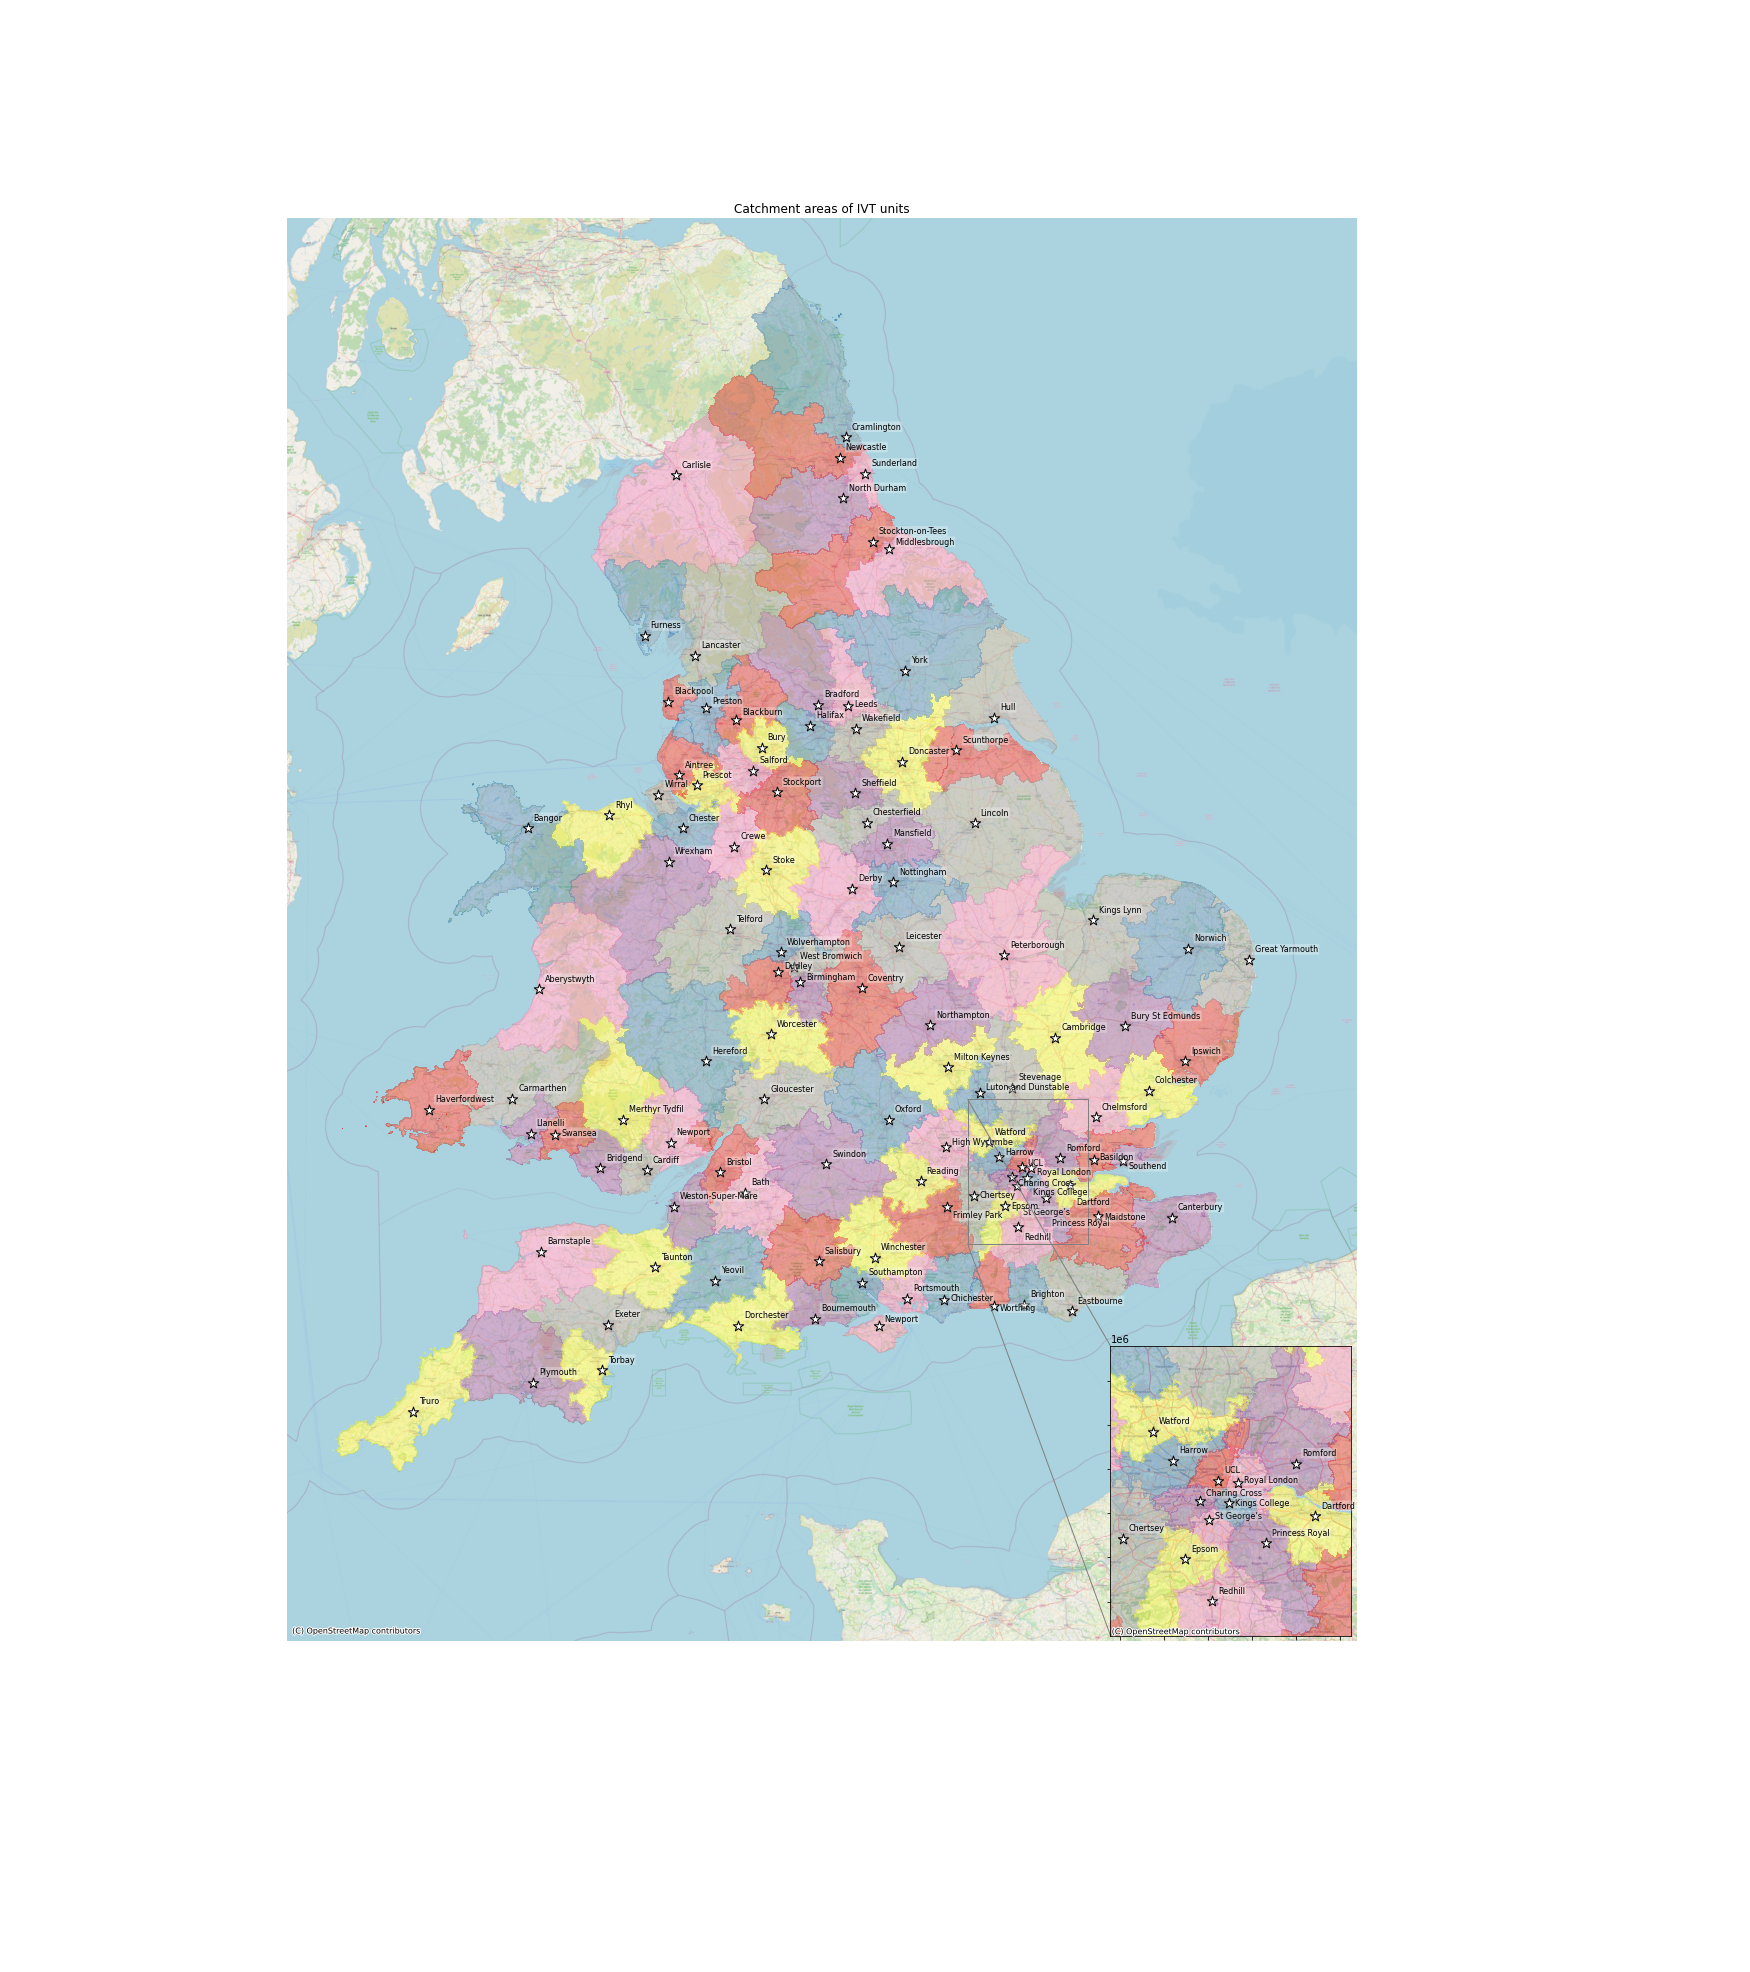 Catchment areas of IVT units
Cramlington
Newcastle
Sunderland
Carlisle
North Durham
Stockton-on-Tees
Middlesbrough
Furness
Lancaster
York
Blackpool
Preston
Bradford
Leeds
Blackburn
Halifax
Wakefield
Hull
Bury
Scunthorpe
Doncaster
Salford
Aintree
Prescot
Wirral
Stockport
Sheffield
Rhyl
Bangor
Chester
Chesterfield
Lincoln
Crewe
Mansfield
Wrexham
Stoke
Derby
Nottingham
Telford
Kings Lynn
Wolverhampton
Leicester
Peterborough
Norwich
Great Yarmouth
West Bromwich
Dudley
Birmingham
Coventry
Aberystwyth
Worcester
Northampton
Cambridge
Bury St Edmunds
Hereford
Milton Keynes
Ipswich
Stevenage
Luton and Dunstable
Colchester
Carmarthen
Gloucester
Haverfordwest
Merthyr Tydfil
Oxford
Chelmsford
Llanelli
Swansea
Newport
Watford
High Wycombe
Harrow
Romford
Basildon
Southend
Bridgend
Cardiff
Bristol
Swindon
UCL
Royal London
Reading
Bath
Charing Cross
Kings College
Weston-Super-Mare
Chertsey
Epsom
Dartford
Frimley Park
St George's
Princess Royal
Maidstone
Canterbury
Redhill
Barnstaple
Taunton
Salisbury
Winchester
Yeovil
Southampton
Portsmouth
Chichester
Worthing
Brighton
Eastbourne
Exeter
Dorchester
Bournemouth
Newport
Torbay
Plymouth
Truro
1e6
Watford
Harrow
Romford
UCL
Royal London
Charing Cross
Kings College
Dartford
St George's
Chertsey
Princess Royal
Epsom
Redhill
(C) OpenStreetMap contributors
(C) OpenStreetMap contributors